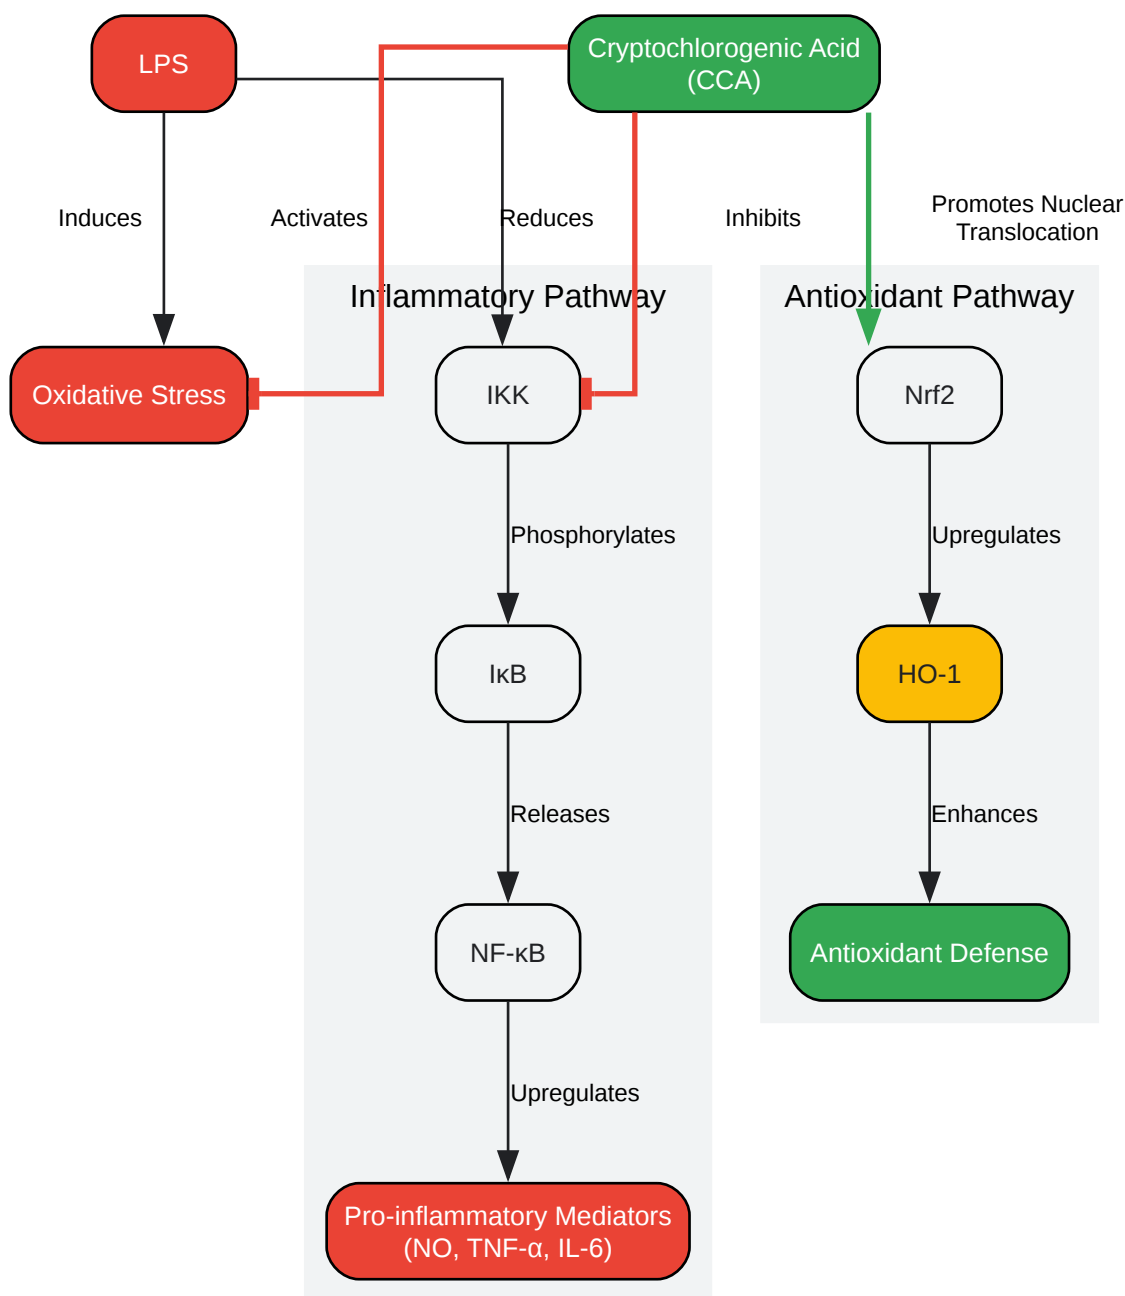 LPS
Cryptochlorogenic Acid
(CCA)
Induces
Activates
Reduces
Inhibits
Promotes Nuclear
Translocation
Inflammatory Pathway
Antioxidant Pathway
Oxidative Stress
IKK
Nrf2
Phosphorylates
Upregulates
IκB
HO-1
Releases
Enhances
NF-κB
Antioxidant Defense
Upregulates
Pro-inflammatory Mediators
(NO, TNF-α, IL-6)